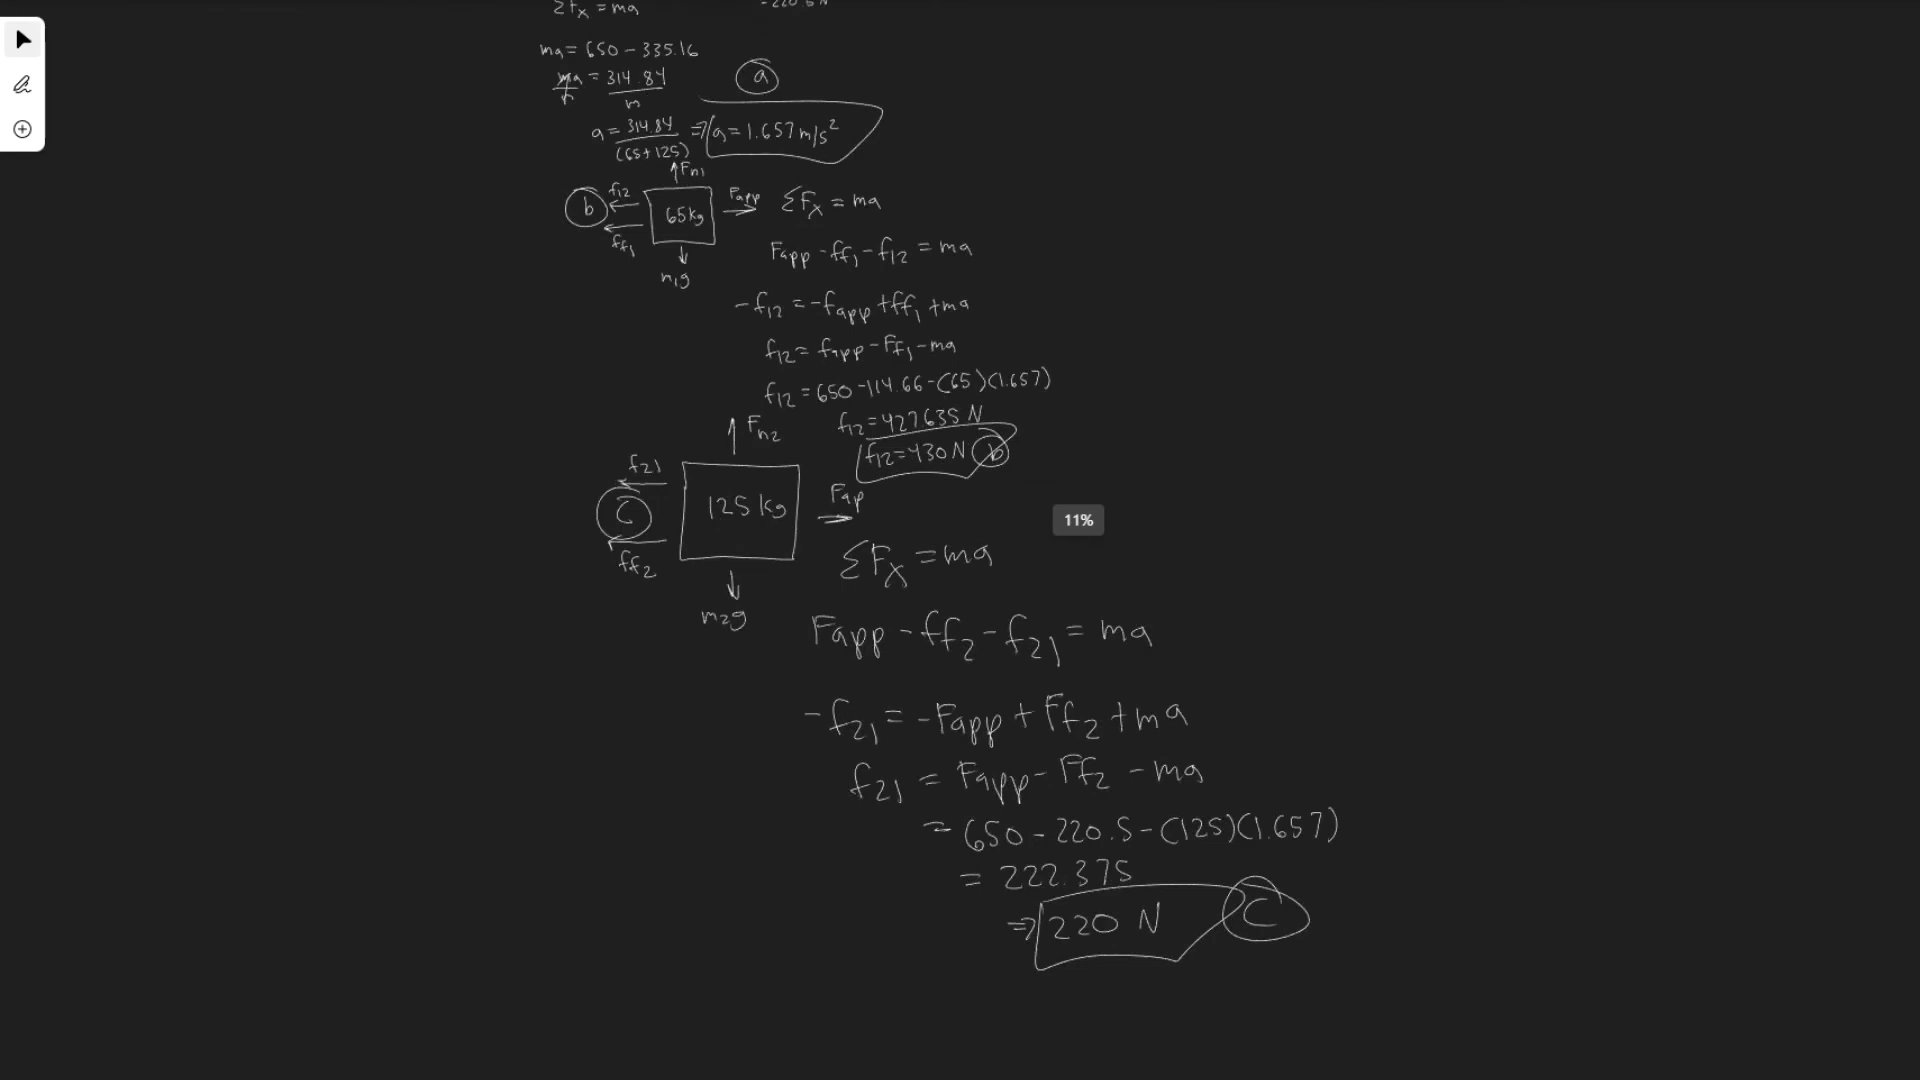 ΣFx = ma
-220.5 N
ma = 650 - 335.16
ma/m = 314.84/m
a
a = 314.84/(65+125) ⇒ a = 1.657 m/s²
Fn1
b
f12
65kg
Fapp
ΣFx = ma
ff1
m1g
Fapp - ff1 - f12 = ma
-f12 = -fapp + ff1 + ma
f12 = fapp - Ff1 - ma
f12 = 650 - 114.66 - (65)(1.657)
f12 = 427.635 N
f12 = 430 N b
Fn2
f21
C
125 kg
Fap
ff2
m2g
ΣFx = ma
Fapp - ff2 - f21 = ma
-f21 = -Fapp + Ff2 + ma
f21 = Fapp - Ff2 - ma
= 650 - 220.5 - (125)(1.657)
= 222.375
⇒ 220 N C
11%